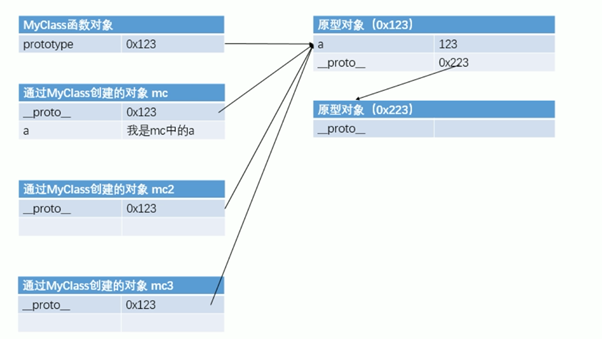 MyClass函数对象
prototype 0x123
通过MyClass创建的对象 mc
__proto__ 0x123
a 我是mc中的a
通过MyClass创建的对象 mc2
__proto__ 0x123
通过MyClass创建的对象 mc3
__proto__ 0x123
原型对象（0x123）
a 123
__proto__ 0x223
原型对象（0x223）
__proto__